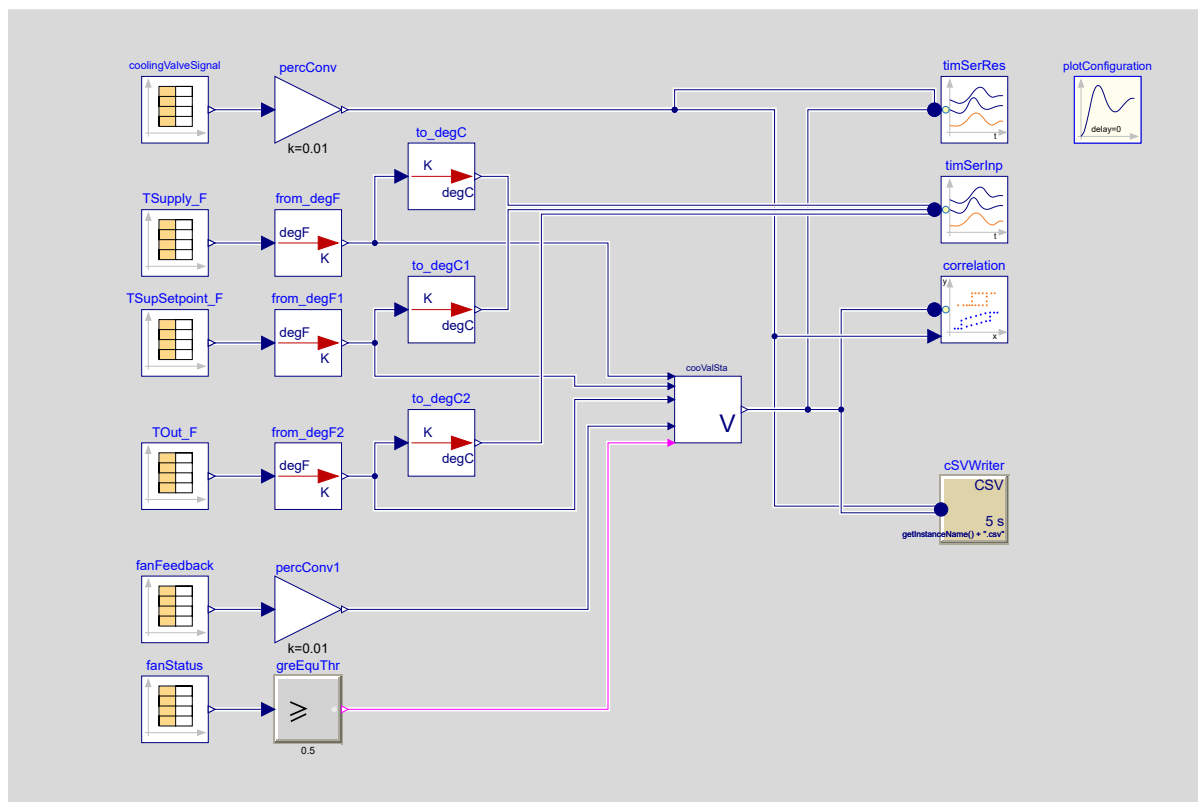 coolingValveSignal
percConv
k=0.01
timSerRes
t
plotConfiguration
delay=0
to_degC
K
degC
timSerInp
t
TSupply_F
from_degF
degF
K
to_degC1
K
degC
correlation
y
x
TSupSetpoint_F
from_degF1
degF
K
cooValSta
V
to_degC2
K
degC
TOut_F
from_degF2
degF
K
cSVWriter
CSV
5 s
getInstanceName() + ".csv"
fanFeedback
percConv1
k=0.01
fanStatus
greEquThr
≥
0.5